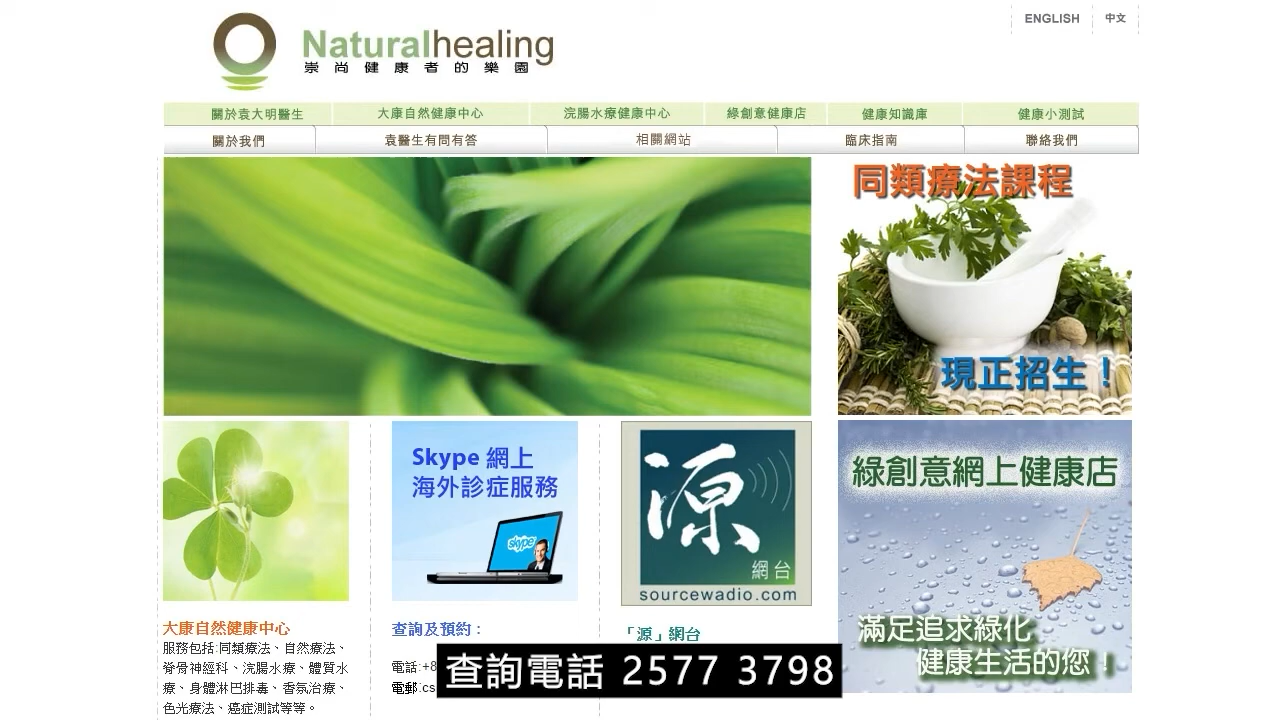 ENGLISH
中文
Naturalhealing
崇尚健康者的樂園
關於袁大明醫生
大康自然健康中心
浣腸水療健康中心
綠創意健康店
健康知識庫
健康小測試
關於我們
袁醫生有問有答
相關網站
臨床指南
聯絡我們
同類療法課程
現正招生！
Skype 網上
海外診症服務
skype
源
網台
sourcewadio.com
綠創意網上健康店
滿足追求綠化
健康生活的您！
大康自然健康中心
服務包括:同類療法、自然療法、
脊骨神經科、浣腸水療、體質水
療、身體淋巴排毒、香氛治療、
色光療法、癌症測試等等。
查詢及預約：
電話:+8
電郵:cs
「源」網台
查詢電話 2577 3798